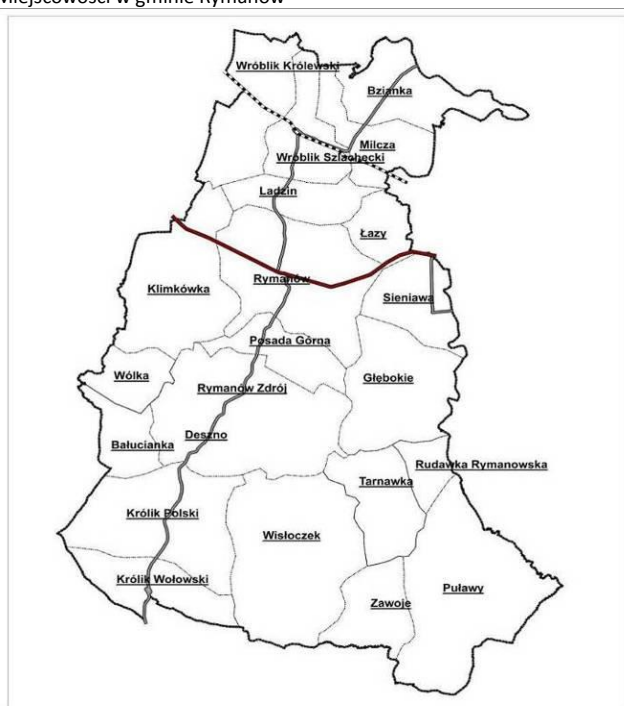 Miejscowości w gminie Rymanów
Wróblik Królewski
Bzianka
Milcza
Wróblik Szlachecki
Ladzin
Łazy
Klimkówka
Rymanów
Sieniawa
Posada Górna
Wólka
Rymanów Zdrój
Głębokie
Deszno
Bałucianka
Rudawka Rymanowska
Tarnawka
Królik Polski
Wisłoczek
Królik Wołowski
Zawoje
Puławy